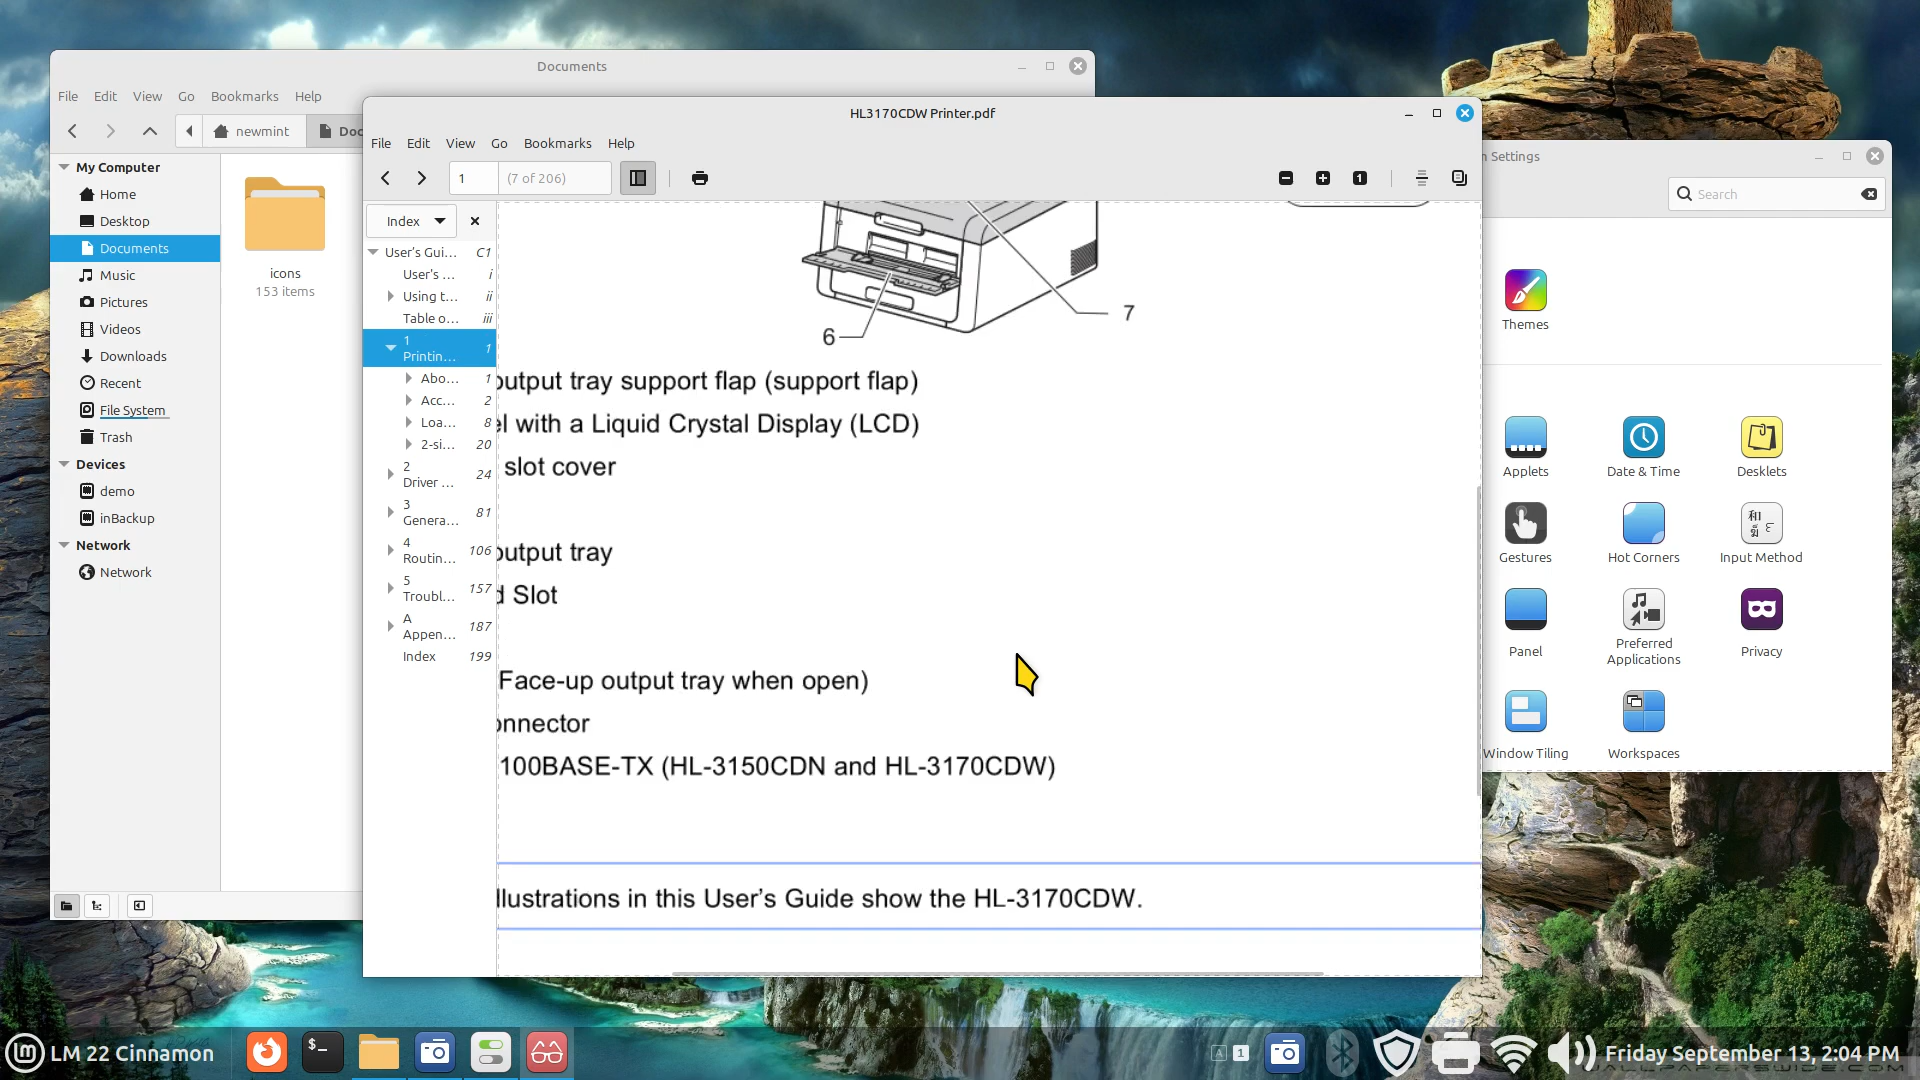 Documents
File Edit View Go Bookmarks Help
newmint
Doc
My Computer
Home
Desktop
Documents
Music
Pictures
Videos
Downloads
Recent
File System
Trash
Devices
demo
inBackup
Network
Network
icons
153 items
HL3170CDW Printer.pdf
File Edit View Go Bookmarks Help
1 (7 of 206)
1
Index
User's Gui... C1
User's ... i
Using t... ii
Table o... iii
1
Printin... 1
Abo... 1
Acc... 2
Loa... 8
2-si... 20
2
Driver ... 24
3
Genera... 81
4
Routin... 106
5
Troubl... 157
A
Appen... 187
Index 199
7
6
output tray support flap (support flap)
el with a Liquid Crystal Display (LCD)
slot cover
output tray
d Slot
Face-up output tray when open)
onnector
100BASE-TX (HL-3150CDN and HL-3170CDW)
llustrations in this User's Guide show the HL-3170CDW.
n Settings
Search
Themes
Applets
Date & Time
Desklets
Gestures
Hot Corners
Input Method
Panel
Preferred
Applications
Privacy
Window Tiling
Workspaces
LM 22 Cinnamon
A 1
Friday September 13, 2:04 PM